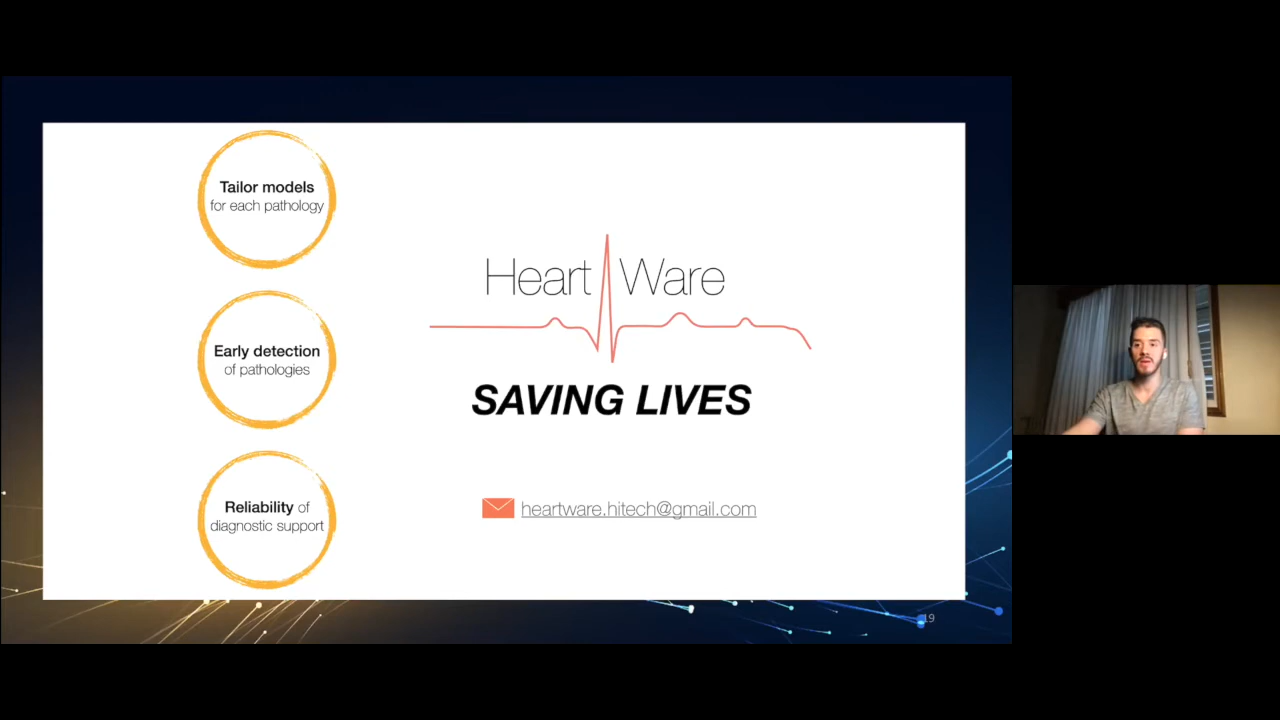 Tailor models
for each pathology
Early detection
of pathologies
Reliability of
diagnostic support
Heart Ware
SAVING LIVES
heartware.hitech@gmail.com
19